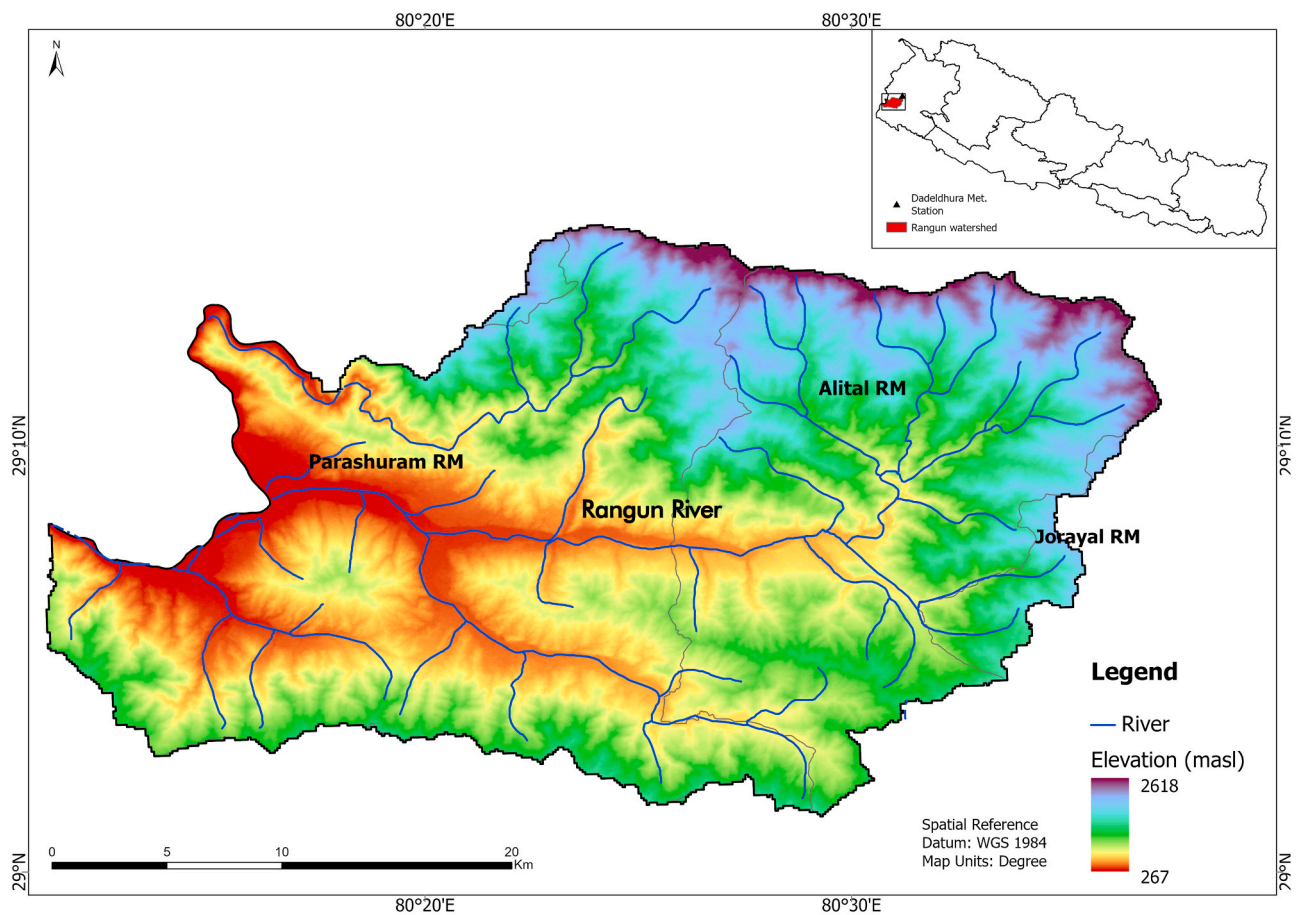 80°20'E
80°30'E
N
Dadeldhura Met.
Station
Rangun watershed
Alital RM
29°10'N
29°10'N
Parashuram RM
Rangun River
Jorayal RM
Legend
River
Elevation (masl)
2618
267
Spatial Reference
Datum: WGS 1984
Map Units: Degree
0
5
10
20
Km
29°N
29°N
80°20'E
80°30'E